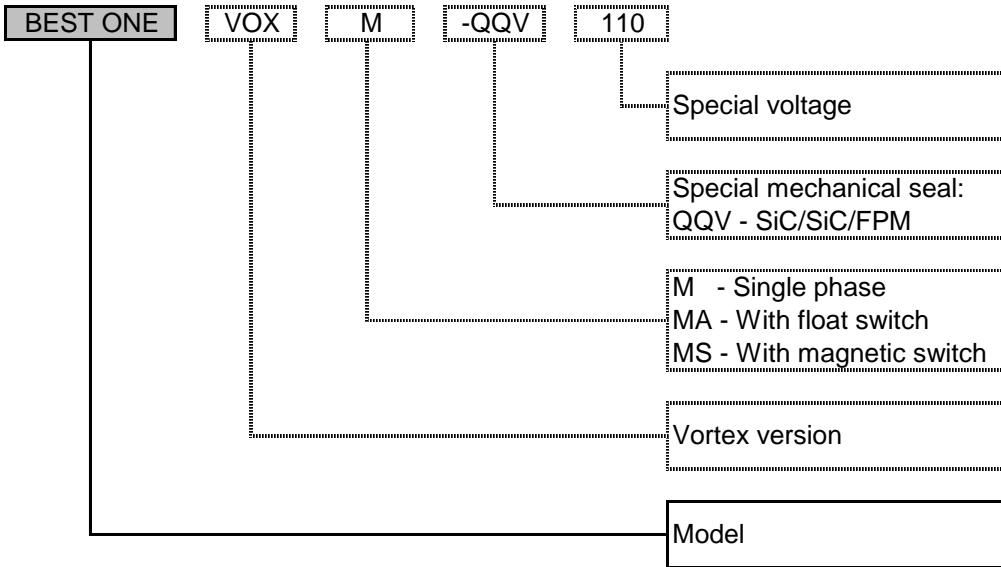 BEST ONE VOX M -QQV 110
Special voltage
Special mechanical seal:
QQV - SiC/SiC/FPM
M - Single phase
MA - With float switch
MS - With magnetic switch
Vortex version
Model